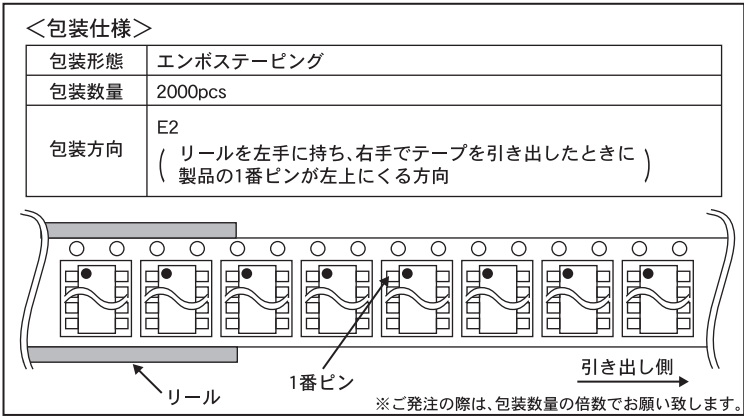 ＜包装仕様＞
包装形態 エンボステーピング
包装数量 2000pcs
包装方向 E2
(リールを左手に持ち、右手でテープを引き出したときに
製品の1番ピンが左上にくる方向)
リール
1番ピン
引き出し側
※ご発注の際は、包装数量の倍数でお願い致します。